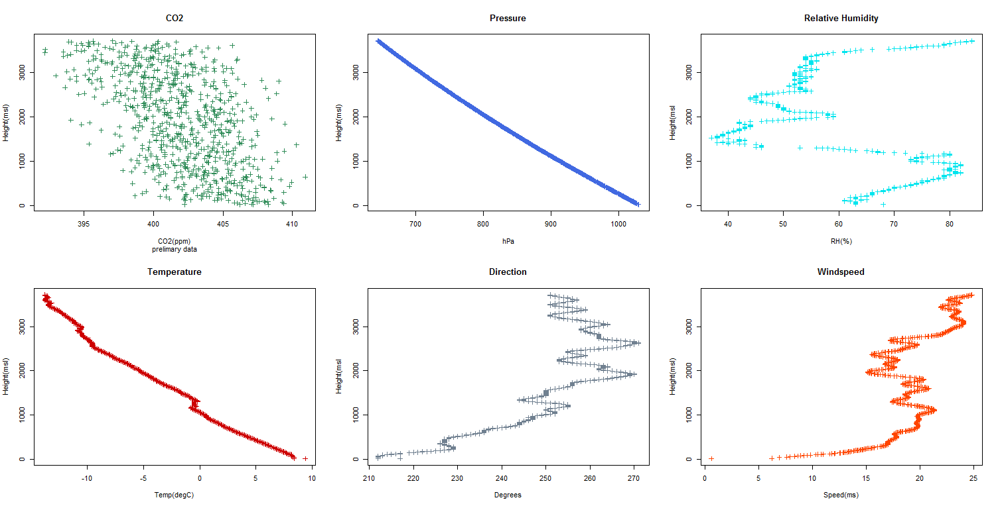 CO2
Height(msl)
3000
2000
1000
0
395 400 405 410
CO2(ppm)
prelimary data
Pressure
Height(msl)
3000
2000
1000
0
700 800 900 1000
hPa
Relative Humidity
Height(msl)
3000
2000
1000
0
40 50 60 70 80
RH(%)
Temperature
Height(msl)
3000
2000
1000
0
-10 -5 0 5 10
Temp(degC)
Direction
Height(msl)
3000
2000
1000
0
210 220 230 240 250 260 270
Degrees
Windspeed
Height(msl)
3000
2000
1000
0
0 5 10 15 20 25
Speed(ms)